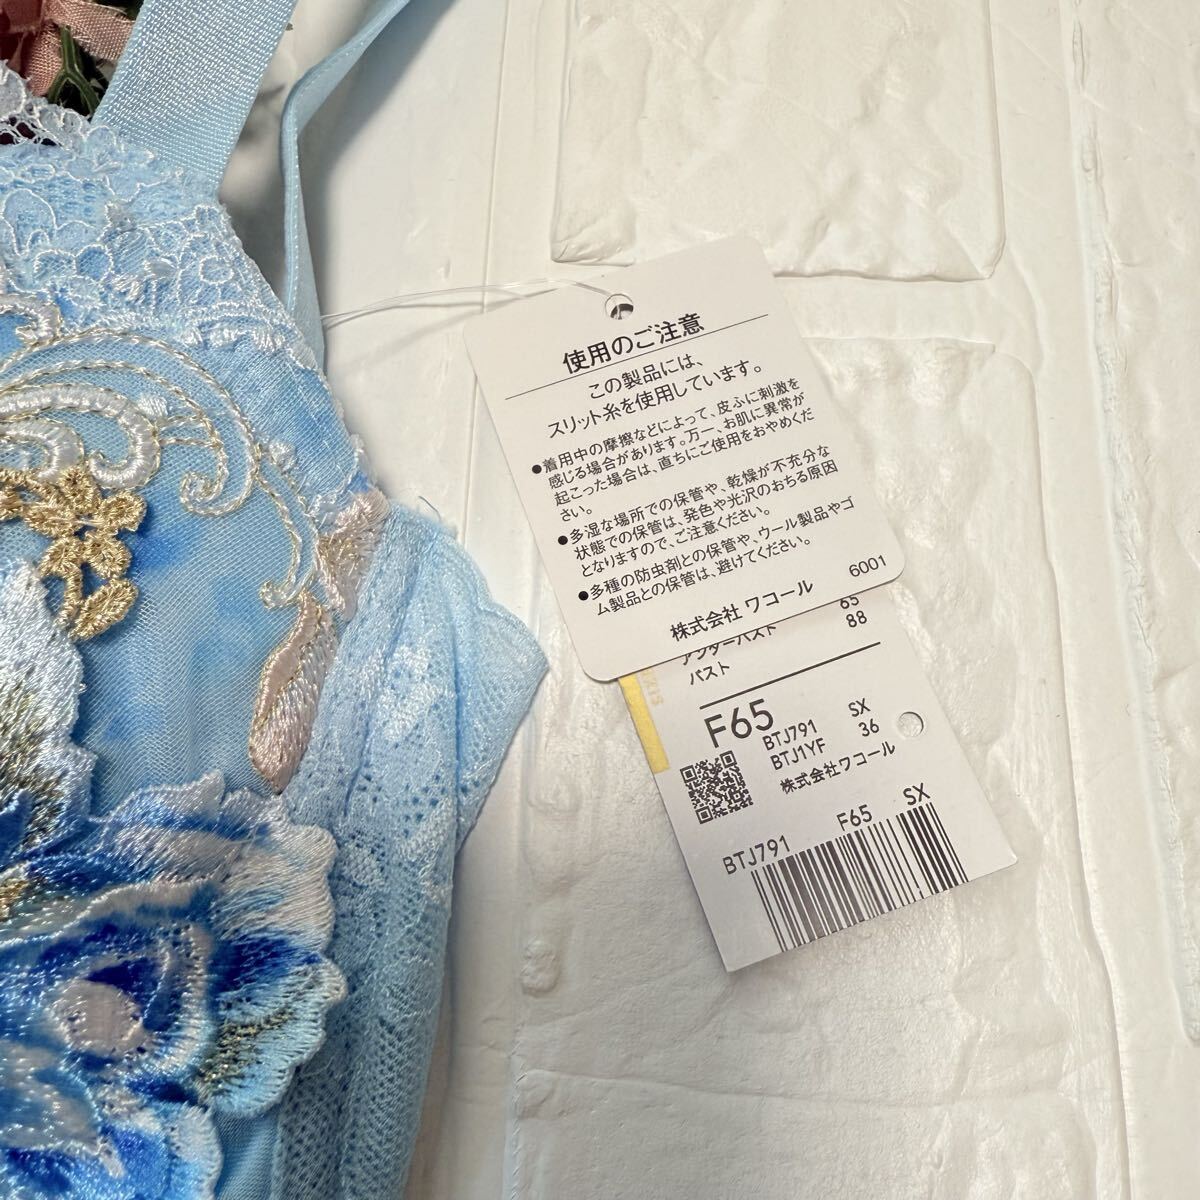 使用のご注意
この製品には、
スリット糸を使用しています。
●着用中の摩擦などによって、皮ふに刺激を
感じる場合があります。万一、お肌に異常が
起こった場合は、直ちにご使用をおやめくだ
さい。
●多湿な場所での保管や、乾燥が不充分な
状態での保管は、発色や光沢のおちる原因
となりますので、ご注意ください。
●多種の防虫剤との保管や、ウール製品やゴ
ム製品との保管は、避けてください。
6001
株式会社 ワコール
アンダーバスト 65
バスト 88
F65
BTJ791 SX
BTJ1YF 36
株式会社ワコール
BTJ791 F65 SX